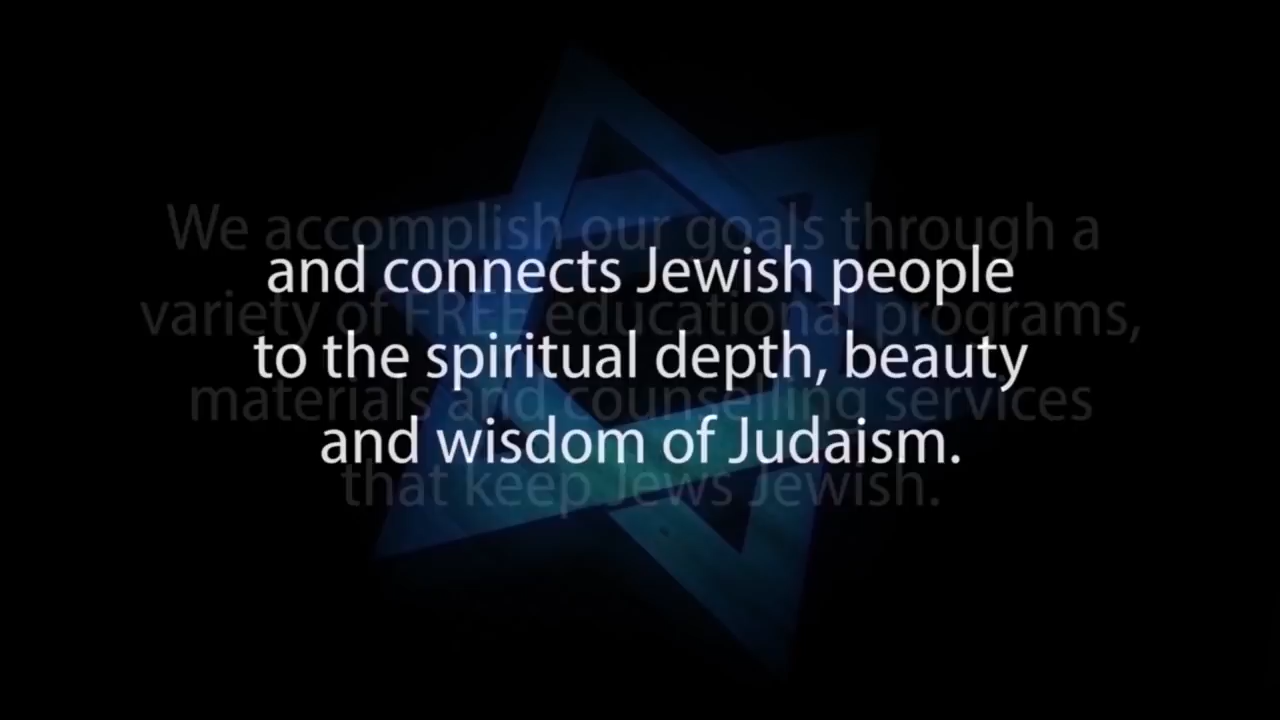 We accomplish our goals through a
and connects Jewish people
variety of FREE educational programs,
to the spiritual depth, beauty
materials and counselling services
and wisdom of Judaism.
that keep Jews Jewish.